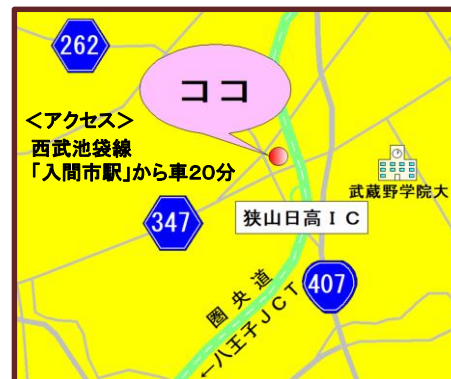 262
ココ
＜アクセス＞
西武池袋線
「入間市駅」から車20分
武蔵野学院大
347
狭山日高ＩＣ
407
圏央道
←八王子ＪＣＴ